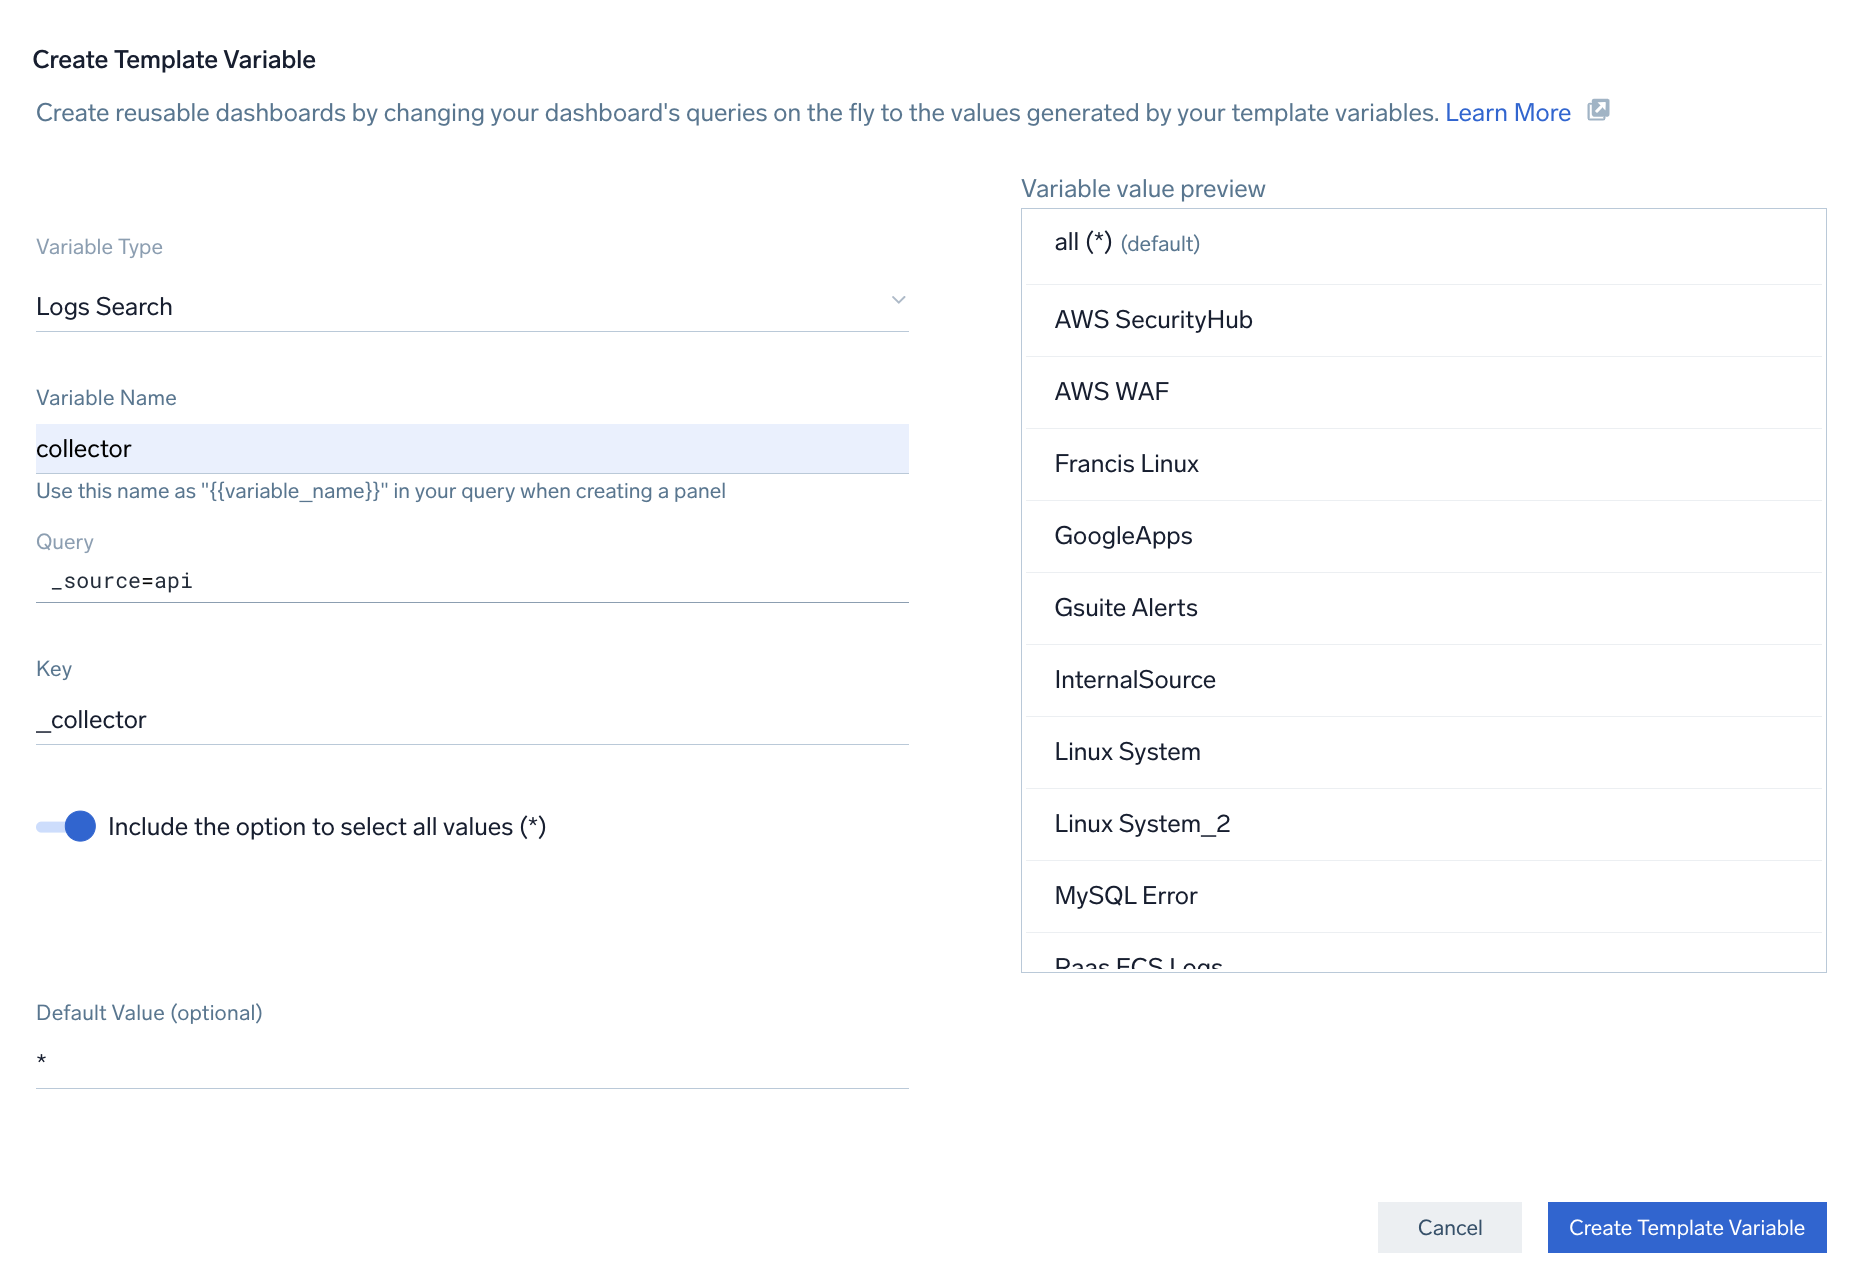 Create Template Variable
Create reusable dashboards by changing your dashboard's queries on the fly to the values generated by your template variables. Learn More
Variable Type
Logs Search
Variable Name
collector
Use this name as "{{variable_name}}" in your query when creating a panel
Query
_source=api
Key
_collector
Include the option to select all values (*)
Default Value (optional)
*
Variable value preview
all (*) (default)
AWS SecurityHub
AWS WAF
Francis Linux
GoogleApps
Gsuite Alerts
InternalSource
Linux System
Linux System_2
MySQL Error
Raas ECS Logs
Cancel
Create Template Variable